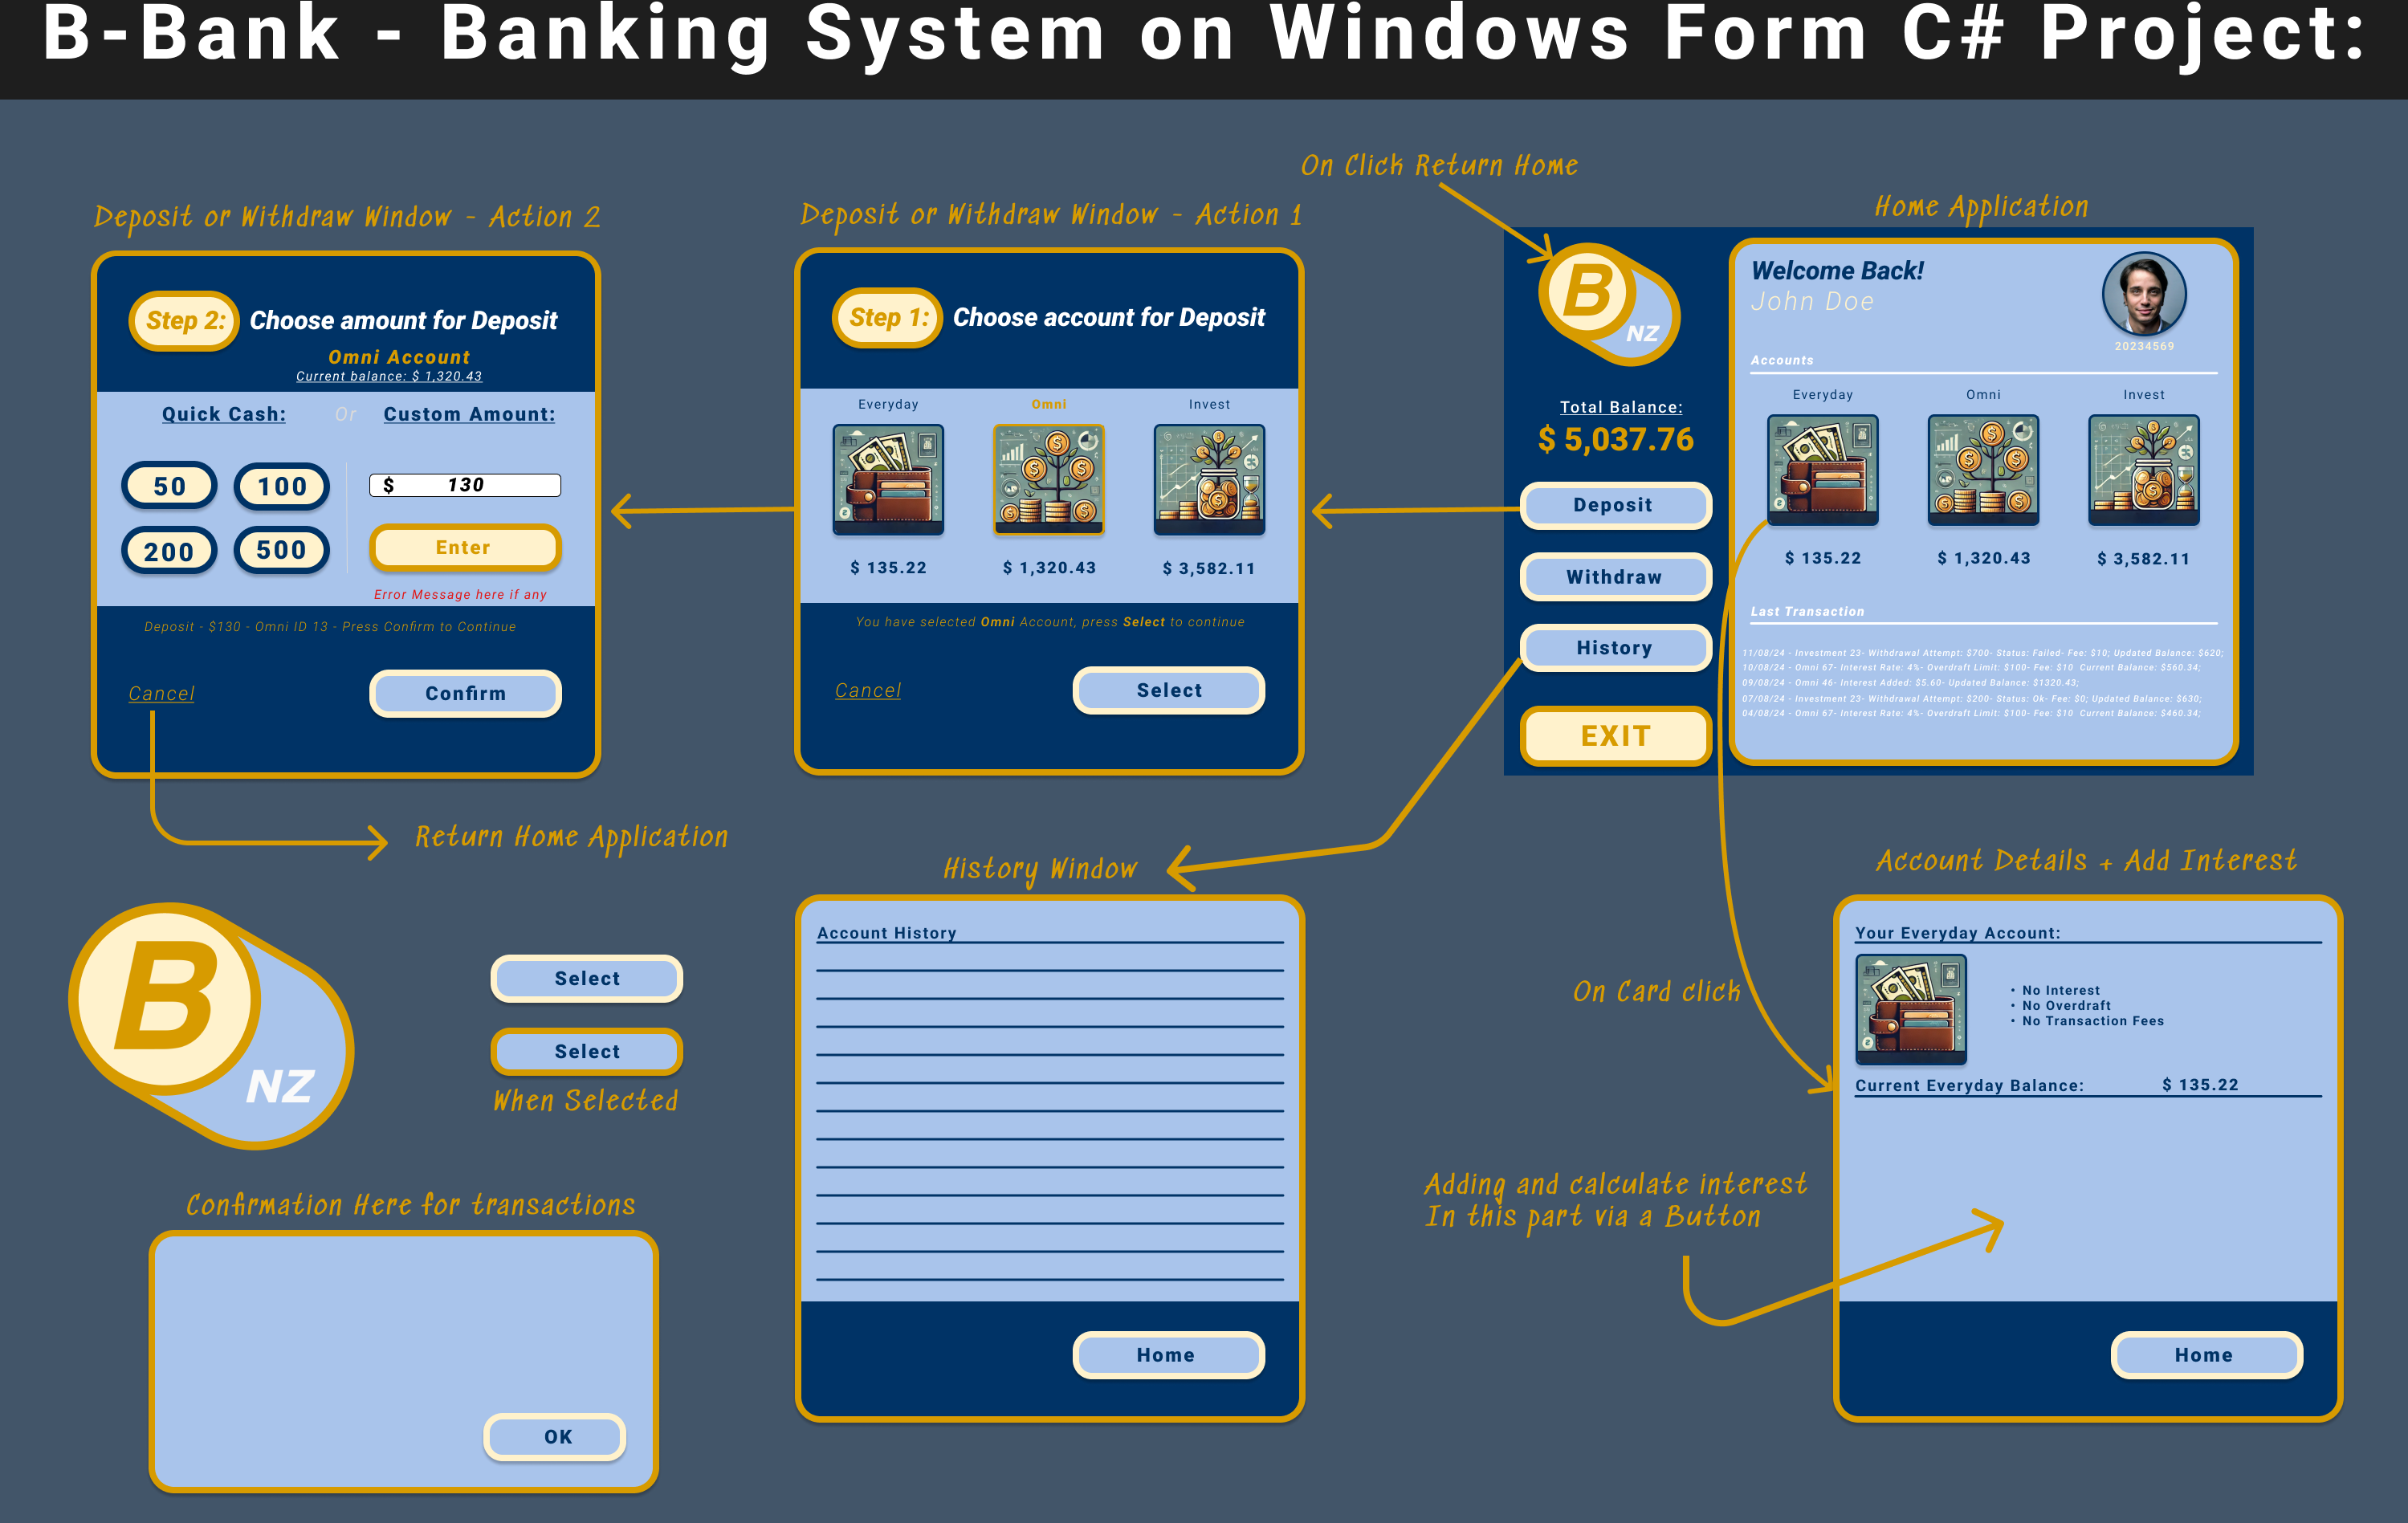 B-Bank - Banking System on Windows Form C# Project:
On Click Return Home
Deposit or Withdraw Window - Action 2
Step 2:
Choose amount for Deposit
Omni Account
Current balance: $ 1,320.43
Quick Cash:
Or
Custom Amount:
50
100
200
500
$ 130
Enter
Error Message here if any
Deposit - $130 - Omni ID 13 - Press Confirm to Continue
Cancel
Confirm
Return Home Application
Deposit or Withdraw Window - Action 1
Step 1:
Choose account for Deposit
Everyday
Omni
Invest
$ 135.22
$ 1,320.43
$ 3,582.11
You have selected Omni Account, press Select to continue
Cancel
Select
Home Application
B
NZ
Total Balance:
$ 5,037.76
Deposit
Withdraw
History
EXIT
Welcome Back!
John Doe
20234569
Accounts
Everyday
Omni
Invest
$ 135.22
$ 1,320.43
$ 3,582.11
Last Transaction
11/08/24 - Investment 23- Withdrawal Attempt: $700- Status: Failed- Fee: $10; Updated Balance: $620;
10/08/24 - Omni 67- Interest Rate: 4%- Overdraft Limit: $100- Fee: $10 Current Balance: $560.34;
09/08/24 - Omni 46- Interest Added: $5.60- Updated Balance: $1320.43;
07/08/24 - Investment 23- Withdrawal Attempt: $200- Status: Ok- Fee: $0; Updated Balance: $630;
04/08/24 - Omni 67- Interest Rate: 4%- Overdraft Limit: $100- Fee: $10 Current Balance: $460.34;
B
NZ
Select
Select
When Selected
Confirmation Here for transactions
OK
History Window
Account History
Home
On Card click
Adding and calculate interest
In this part via a Button
Account Details + Add Interest
Your Everyday Account:
• No Interest
• No Overdraft
• No Transaction Fees
Current Everyday Balance: $ 135.22
Home